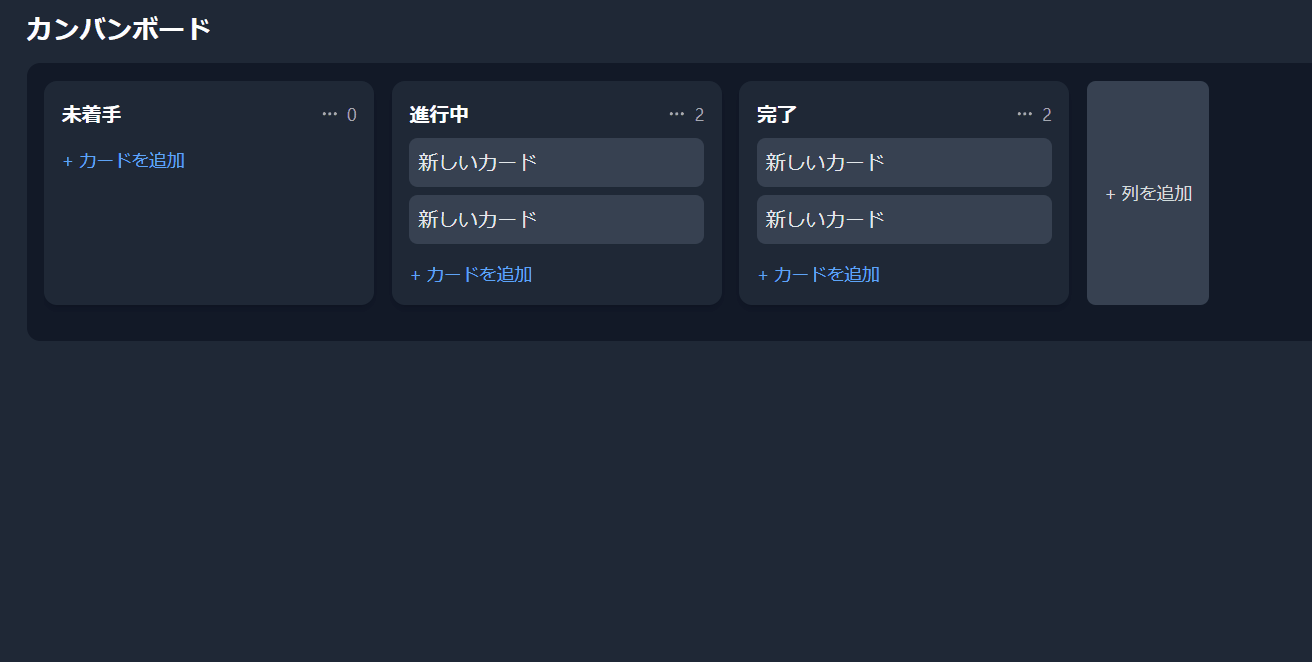 カンバンボード
未着手 ··· 0
+ カードを追加
進行中 ··· 2
新しいカード
新しいカード
+ カードを追加
完了 ··· 2
新しいカード
新しいカード
+ カードを追加
+ 列を追加